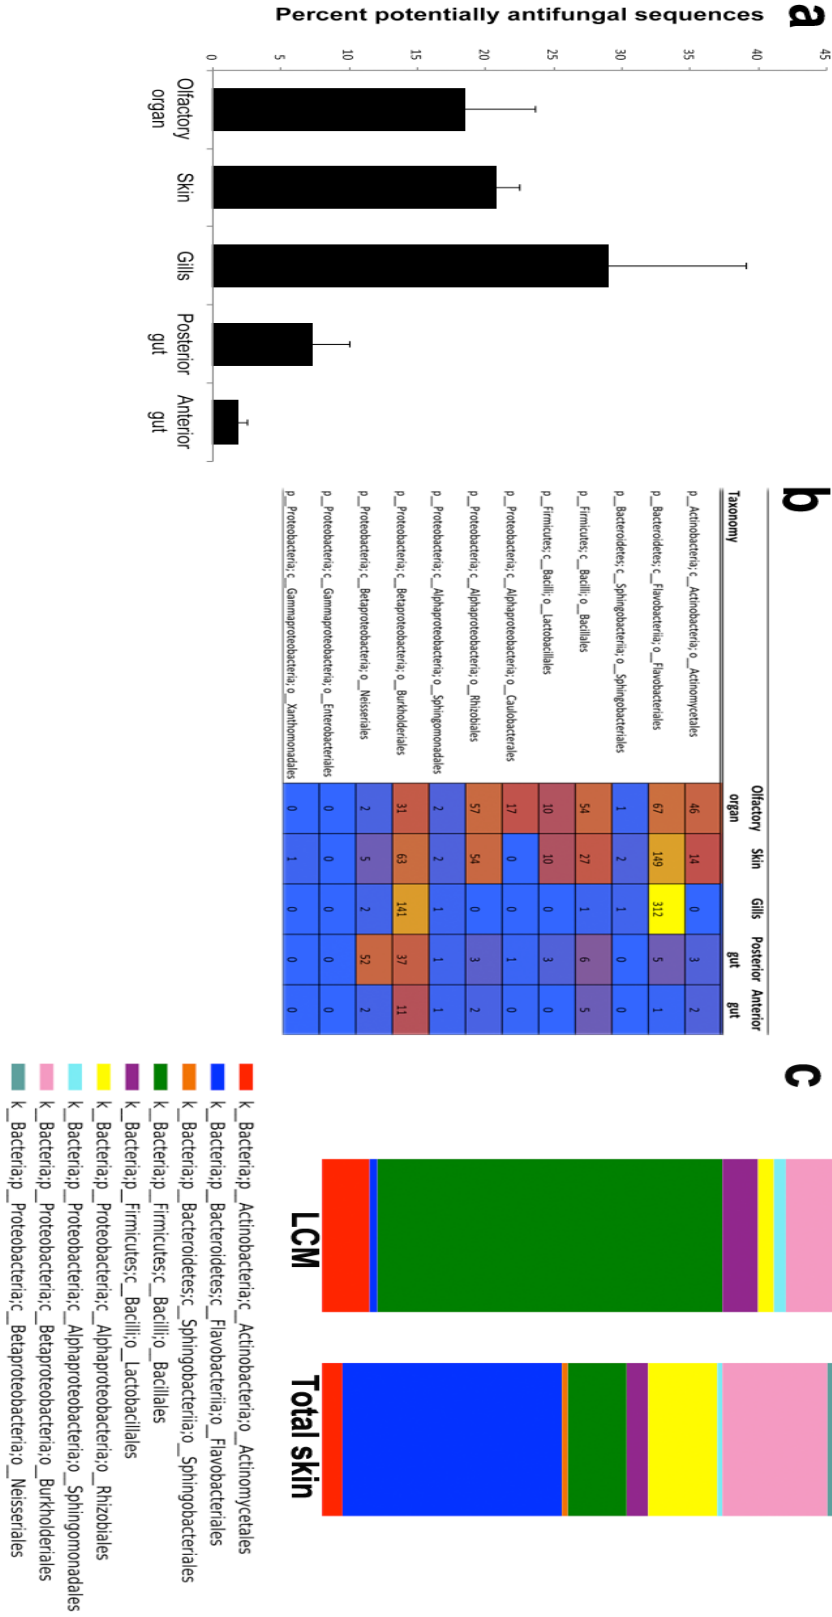 a
Percent potentially antifungal sequences
45
40
35
30
25
20
15
10
5
0
Olfactory
organ
Skin
Gills
Posterior
gut
Anterior
gut
b
Taxonomy Olfactory organ Skin Gills Posterior gut Anterior gut
p__Actinobacteria; c__Actinobacteria; o__Actinomycetales 46 14 0 3 2
p__Bacteroidetes; c__Flavobacteriia; o__Flavobacteriales 67 149 312 5 1
p__Bacteroidetes; c__Sphingobacteriia; o__Sphingobacteriales 1 2 1 0 0
p__Firmicutes; c__Bacilli; o__Bacillales 54 27 1 6 5
p__Firmicutes; c__Bacilli; o__Lactobacillales 10 10 0 3 0
p__Proteobacteria; c__Alphaproteobacteria; o__Caulobacterales 17 0 0 1 0
p__Proteobacteria; c__Alphaproteobacteria; o__Rhizobiales 57 54 0 3 2
p__Proteobacteria; c__Alphaproteobacteria; o__Sphingomonadales 2 2 1 1 1
p__Proteobacteria; c__Betaproteobacteria; o__Burkholderiales 31 63 141 37 11
p__Proteobacteria; c__Betaproteobacteria; o__Neisseriales 2 5 2 52 2
p__Proteobacteria; c__Gammaproteobacteria; o__Enterobacteriales 0 0 0 0 0
p__Proteobacteria; c__Gammaproteobacteria; o__Xanthomonadales 0 1 0 0 0
c
LCM
Total skin
k__Bacteria;p__Actinobacteria;c__Actinobacteria;o__Actinomycetales
k__Bacteria;p__Bacteroidetes;c__Flavobacteriia;o__Flavobacteriales
k__Bacteria;p__Bacteroidetes;c__Sphingobacteriia;o__Sphingobacteriales
k__Bacteria;p__Firmicutes;c__Bacilli;o__Bacillales
k__Bacteria;p__Firmicutes;c__Bacilli;o__Lactobacillales
k__Bacteria;p__Proteobacteria;c__Alphaproteobacteria;o__Rhizobiales
k__Bacteria;p__Proteobacteria;c__Alphaproteobacteria;o__Sphingomonadales
k__Bacteria;p__Proteobacteria;c__Betaproteobacteria;o__Burkholderiales
k__Bacteria;p__Proteobacteria;c__Betaproteobacteria;o__Neisseriales